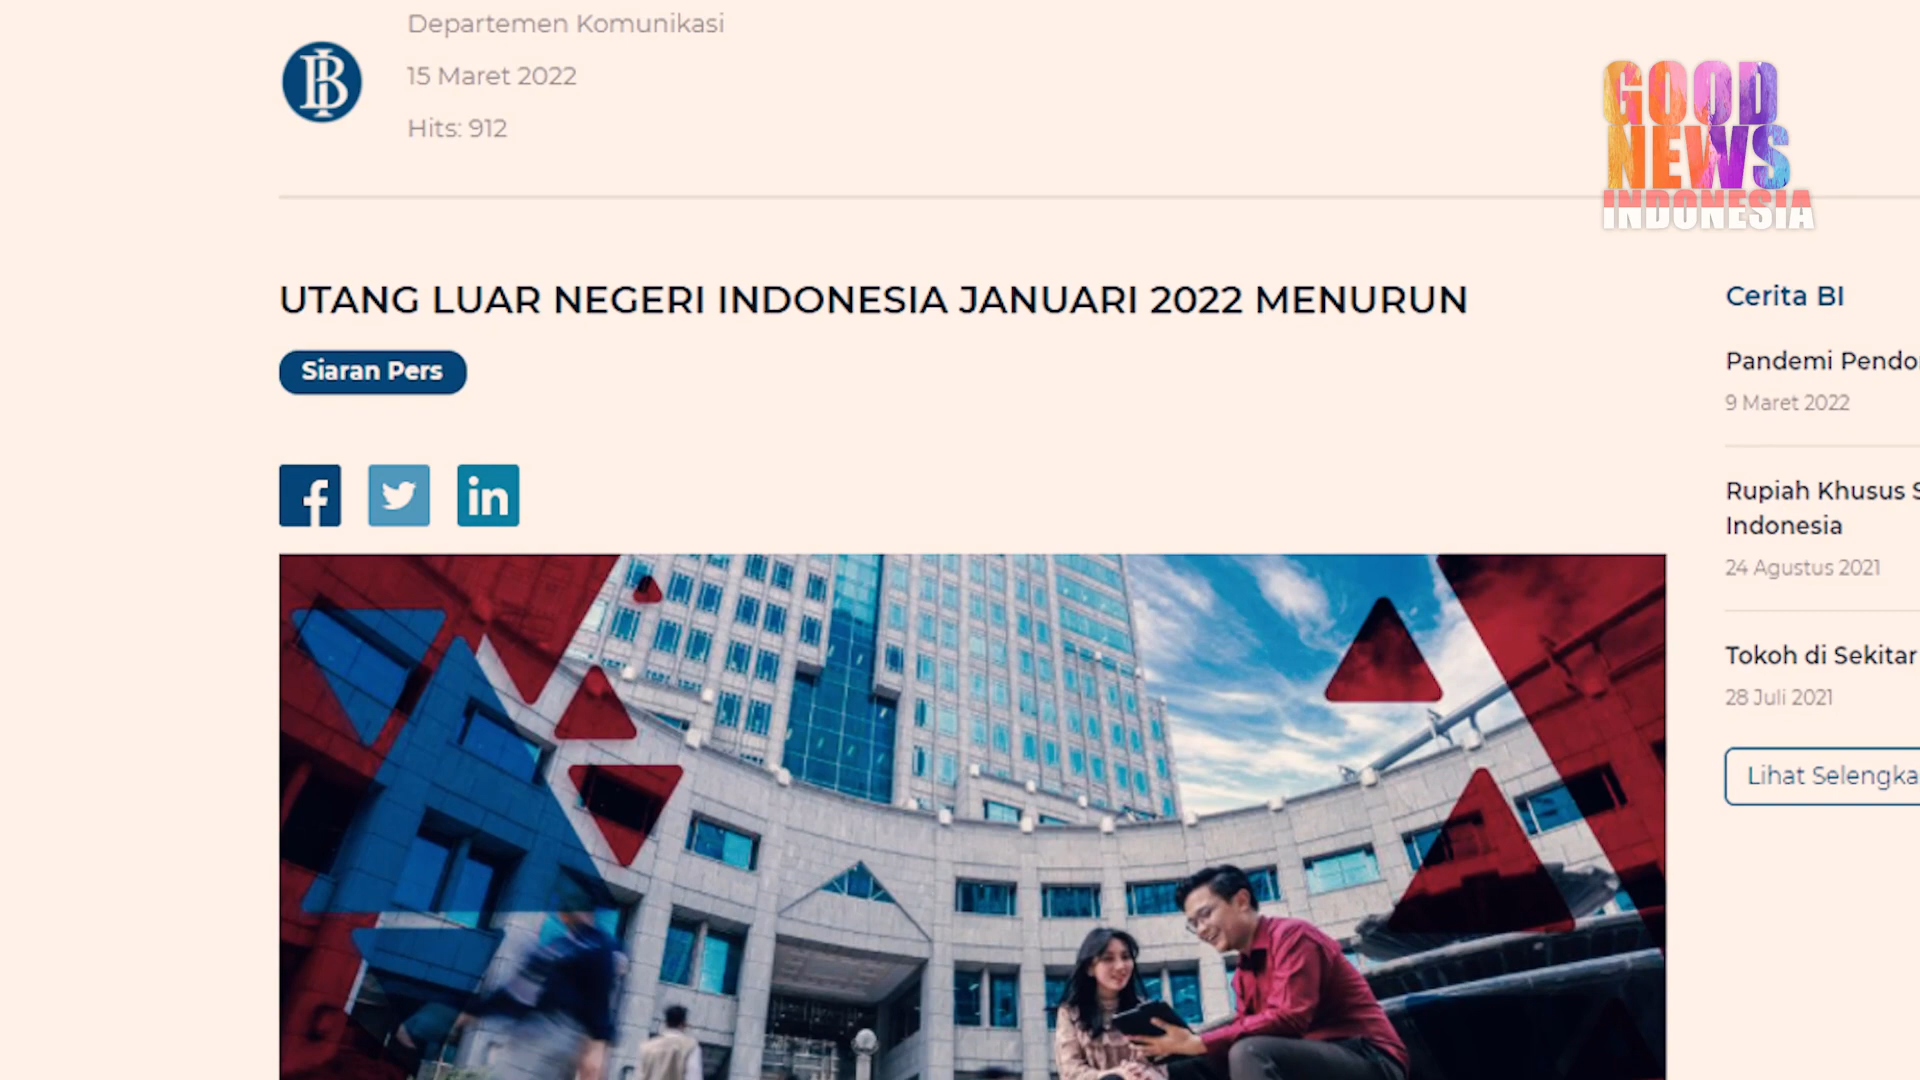 Departemen Komunikasi
15 Maret 2022
Hits: 912
GOOD
NEWS
INDONESIA
UTANG LUAR NEGERI INDONESIA JANUARI 2022 MENURUN
Siaran Pers
Cerita BI
Pandemi
9 Maret 2022
Rupiah Khusus
Indonesia
24 Agustus 2021
Tokoh di Sekitar
28 Juli 2021
Lihat